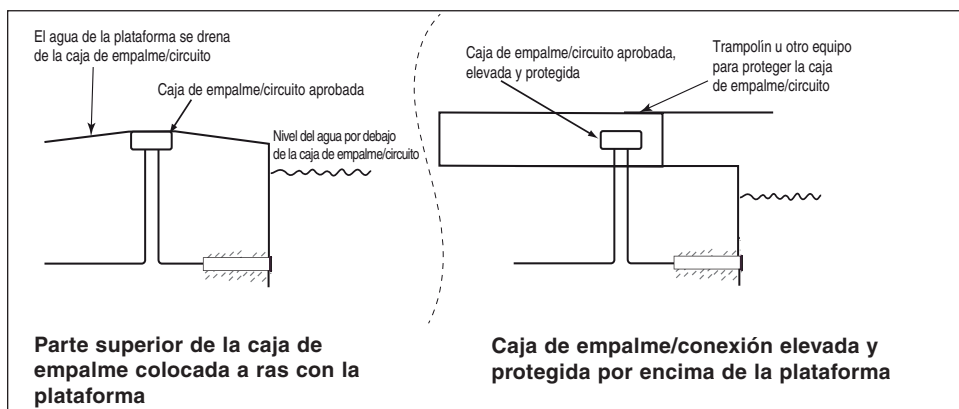 El agua de la plataforma se drena
de la caja de empalme/circuito
Caja de empalme/circuito aprobada
Nivel del agua por debajo
de la caja de empalme/circuito
Parte superior de la caja de
empalme colocada a ras con la
plataforma
Caja de empalme/circuito aprobada,
elevada y protegida
Trampolín u otro equipo
para proteger la caja
de empalme/circuito
Caja de empalme/conexión elevada y
protegida por encima de la plataforma